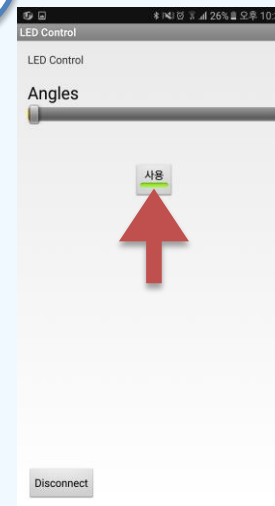 26% 오후 10:
LED Control
LED Control
Angles
사용
Disconnect